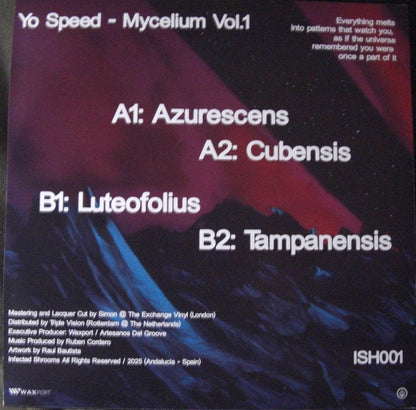 Yo Speed - Mycelium Vol.1
Everything melts
into patterns that watch you,
as if the universe
remembered you were
once a part of it
A1: Azurescens
A2: Cubensis
B1: Luteofolius
B2: Tampanensis
Mastering and Lacquer Cut by Simon @ The Exchange Vinyl (London)
Distributed by Triple Vision (Rotterdam @ The Netherlands)
Executive Producer: Waxport / Artesanos Del Groove
Music Produced by Ruben Cordero
Artwork by Raul Bautista
Infected Shrooms All Rights Reserved / 2025 (Andalucia - Spain)
ISH001
WAXPORT